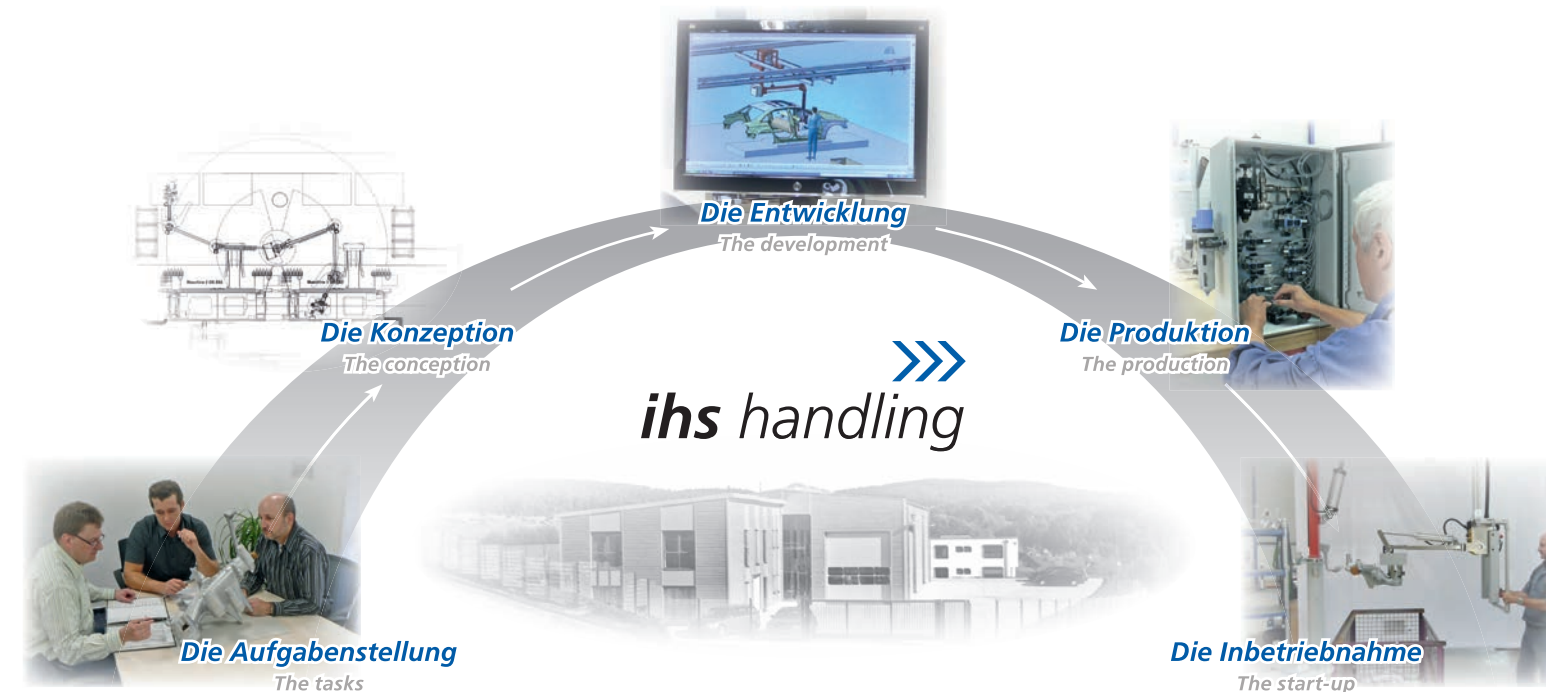 Die Entwicklung
The development
Die Konzeption
The conception
Die Produktion
The production
ihs handling
Die Aufgabenstellung
The tasks
Die Inbetriebnahme
The start-up